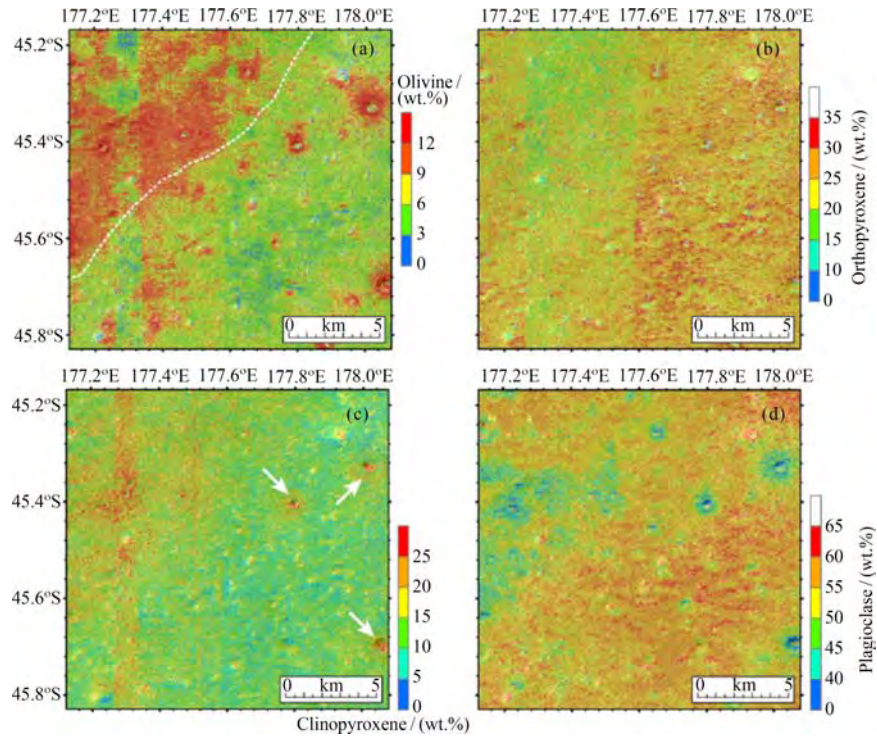 177.2°E 177.4°E 177.6°E 177.8°E 178.0°E
177.2°E 177.4°E 177.6°E 177.8°E 178.0°E
45.2°S
45.4°S
45.6°S
45.8°S
(a)
Olivine /
(wt.%)
12
9
6
3
0
0 km 5
(b)
35
30
25
20
15
10
0
Orthopyroxene / (wt.%)
0 km 5
177.2°E 177.4°E 177.6°E 177.8°E 178.0°E
177.2°E 177.4°E 177.6°E 177.8°E 178.0°E
45.2°S
45.4°S
45.6°S
45.8°S
(c)
25
20
15
10
5
0
0 km 5
Clinopyroxene / (wt.%)
(d)
65
60
55
50
45
40
0
Plagioclase / (wt.%)
0 km 5